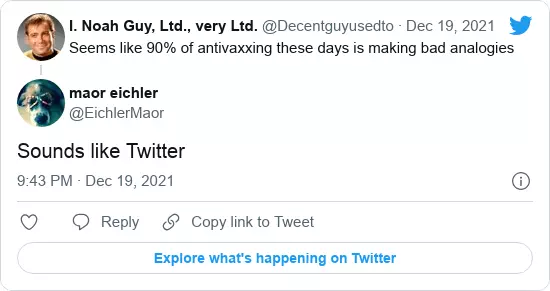 I. Noah Guy, Ltd., very Ltd. @Decentguyusedto · Dec 19, 2021
Seems like 90% of antivaxxing these days is making bad analogies
maor eichler
@EichlerMaor
Sounds like Twitter
9:43 PM · Dec 19, 2021
Reply Copy link to Tweet
Explore what's happening on Twitter